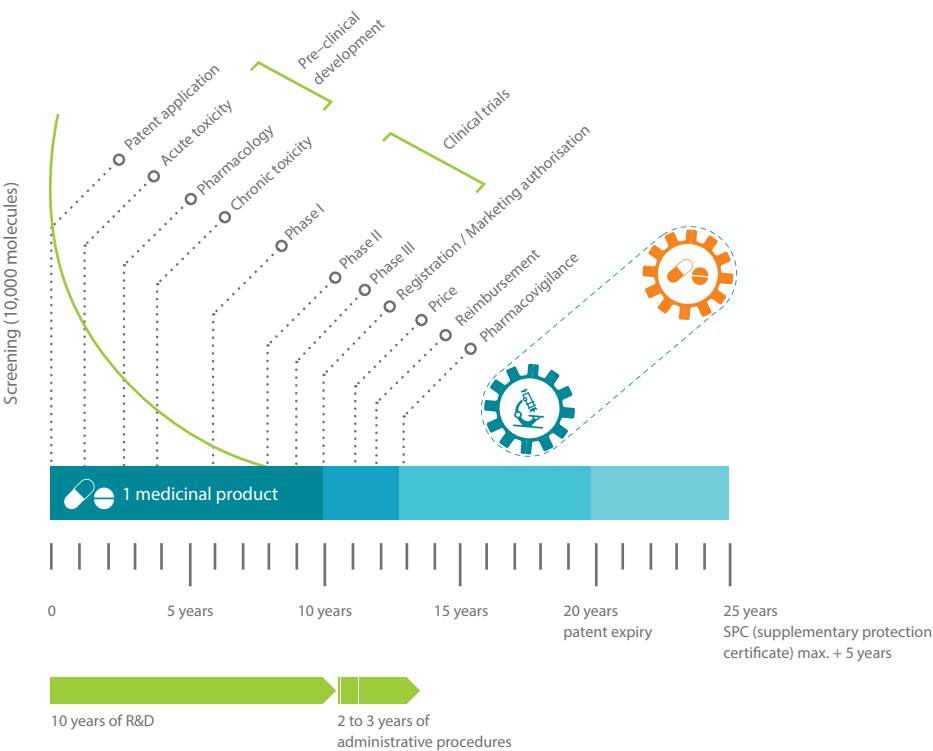 Pre–clinical
development
Clinical trials
Patent application
Acute toxicity
Pharmacology
Chronic toxicity
Phase I
Phase II
Phase III
Registration / Marketing authorisation
Price
Reimbursement
Pharmacovigilance
Screening (10,000 molecules)
1 medicinal product
0
5 years
10 years
15 years
20 years
patent expiry
25 years
SPC (supplementary protection
certificate) max. + 5 years
10 years of R&D
2 to 3 years of
administrative procedures